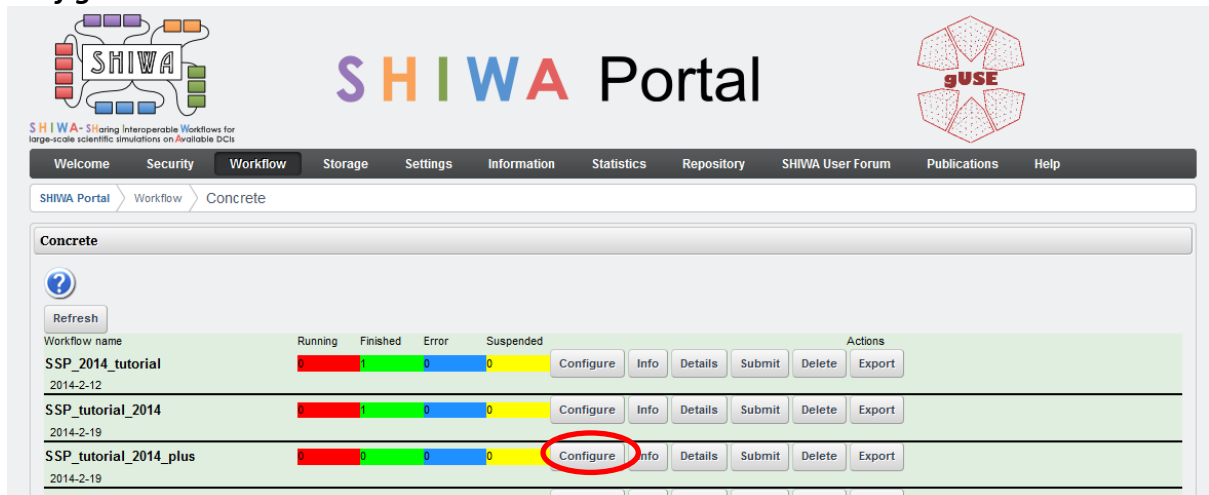 SHIWA
SHIWA Portal
gUSE
SHIWA- SHaring Interoperable Workflows for
large-scale scientific simulations on Available DCIs
Welcome Security Workflow Storage Settings Information Statistics Repository SHIWA User Forum Publications Help
SHIWA Portal Workflow Concrete
Concrete
?
Refresh
Workflow name Running Finished Error Suspended Actions
SSP_2014_tutorial 0 1 0 0 Configure Info Details Submit Delete Export
2014-2-12
SSP_tutorial_2014 0 1 0 0 Configure Info Details Submit Delete Export
2014-2-19
SSP_tutorial_2014_plus 0 0 0 0 Configure Info Details Submit Delete Export
2014-2-19